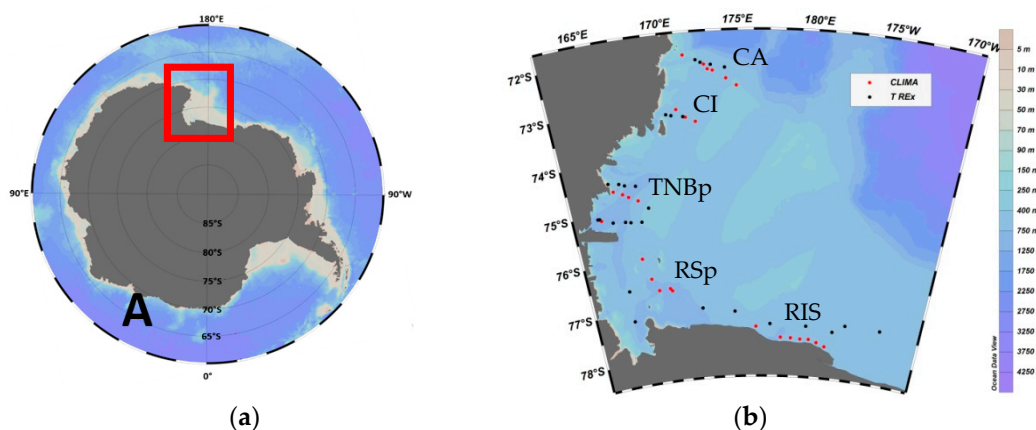 180°E
90°E
90°W
85°S
80°S
75°S
70°S
65°S
A
0°
(a)
165°E
170°E
175°E
180°E
175°W
170°W
72°S
73°S
74°S
75°S
76°S
77°S
78°S
CA
CI
TNBp
RSp
RIS
CLIMA
T REx
5 m
10 m
30 m
50 m
70 m
90 m
150 m
250 m
400 m
750 m
1250 m
1750 m
2250 m
2750 m
3250 m
3750 m
4250 m
Ocean Data View
(b)